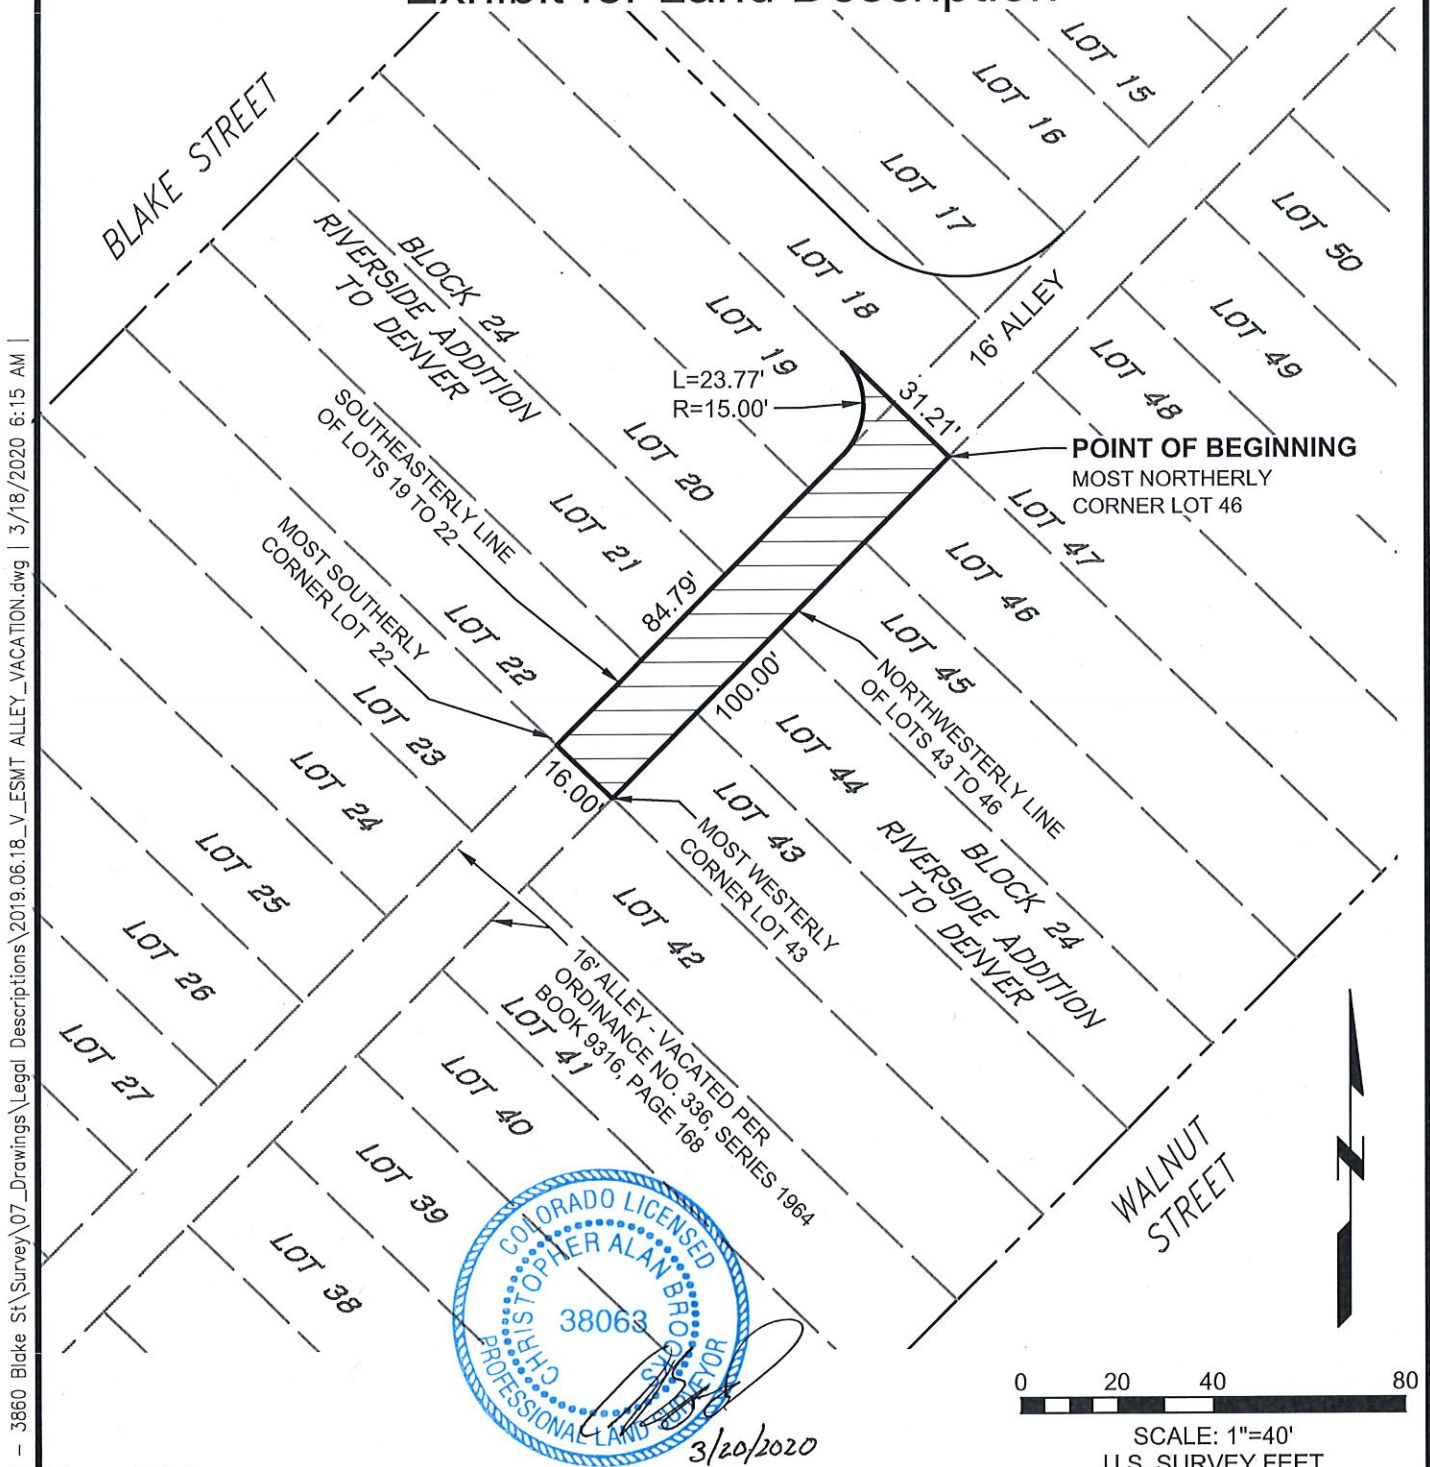 Exhibit for Land Description
BLAKE STREET
LOT 15
LOT 16
LOT 17
LOT 18
LOT 19
LOT 20
LOT 21
LOT 22
LOT 23
LOT 24
LOT 25
LOT 26
LOT 27
BLOCK 24
RIVERSIDE ADDITION
TO DENVER
16' ALLEY
LOT 50
LOT 49
LOT 48
LOT 47
LOT 46
LOT 45
LOT 44
LOT 43
LOT 42
LOT 41
LOT 40
LOT 39
LOT 38
L=23.77'
R=15.00'
31.21'
POINT OF BEGINNING
MOST NORTHERLY
CORNER LOT 46
SOUTHEASTERLY LINE
OF LOTS 19 TO 22
MOST SOUTHERLY
CORNER LOT 22
84.79'
100.00'
16.00'
NORTHWESTERLY LINE
OF LOTS 43 TO 46
MOST WESTERLY
CORNER LOT 43
BLOCK 24
RIVERSIDE ADDITION
TO DENVER
16' ALLEY - VACATED PER
ORDINANCE NO. 336, SERIES 1964
BOOK 9316, PAGE 168
WALNUT
STREET
N
COLORADO LICENSED
CHRISTOPHER ALAN BROOKS
38063
PROFESSIONAL LAND SURVEYOR
3/20/2020
0 20 40 80
SCALE: 1"=40'
U.S. SURVEY FEET
- 3860 Blake St\Survey\07_Drawings\Legal Descriptions\2019.06.18_V_ESMT ALLEY_VACATION.dwg | 3/18/2020 6:15 AM |